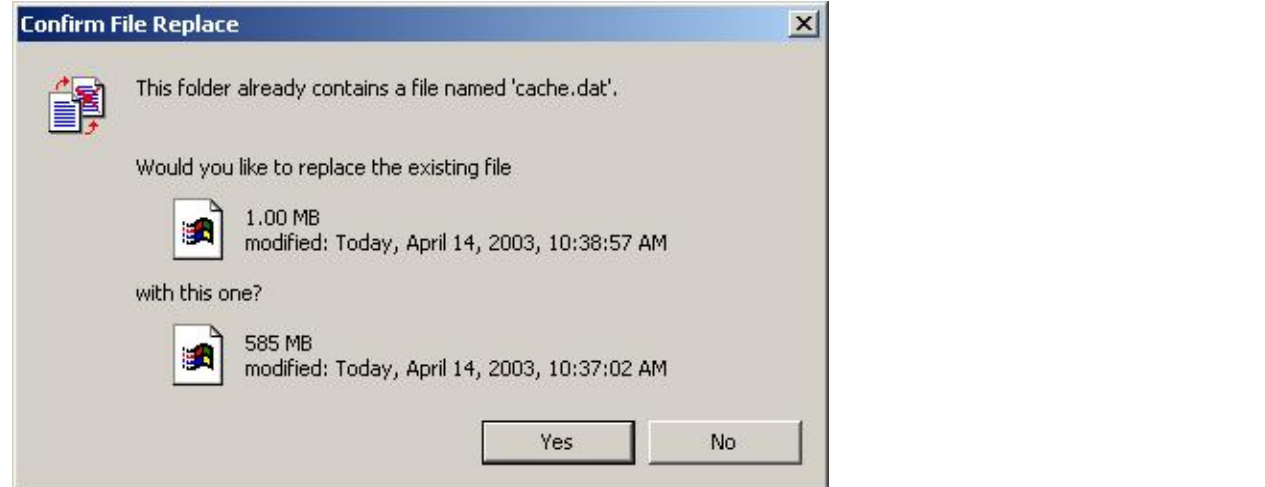 Confirm File Replace
This folder already contains a file named 'cache.dat'.
Would you like to replace the existing file
1.00 MB
modified: Today, April 14, 2003, 10:38:57 AM
with this one?
585 MB
modified: Today, April 14, 2003, 10:37:02 AM
Yes No